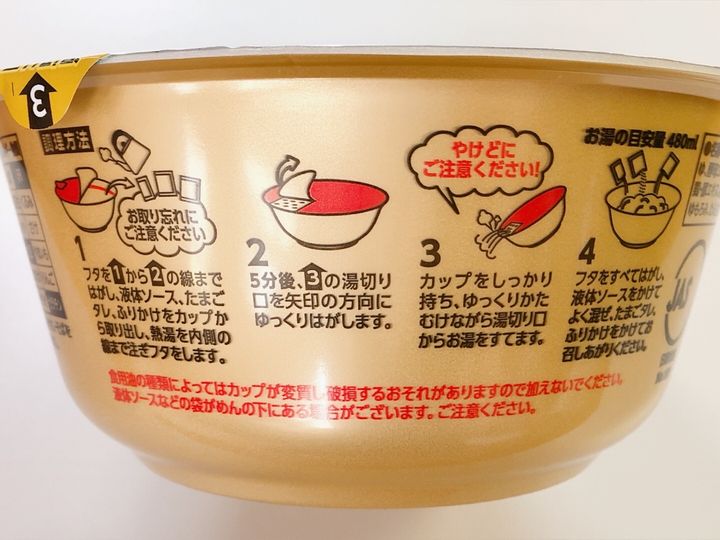 3
調理方法
お取り忘れに
ご注意ください
1
フタを1から2の線まで
はがし、液体ソース、たまご
タレ、ふりかけをカップか
ら取り出し、熱湯を内側の
線まで注ぎフタをします。
2
5分後、3の湯切り
口を矢印の方向に
ゆっくりはがします。
やけどに
ご注意ください!
3
カップをしっかり
持ち、ゆっくりかた
むけながら湯切り口
からお湯をすてます。
お湯の目安量 480ml
4
フタをすべてはがし、
液体ソースをかけて
よく混ぜ、たまごタレ、
ふりかけをかけてお
召しあがりください。
JAS
食用油の種類によってはカップが変質し破損するおそれがありますので加えないでください。
液体ソースなどの袋がめんの下にある場合がございます。ご注意ください。